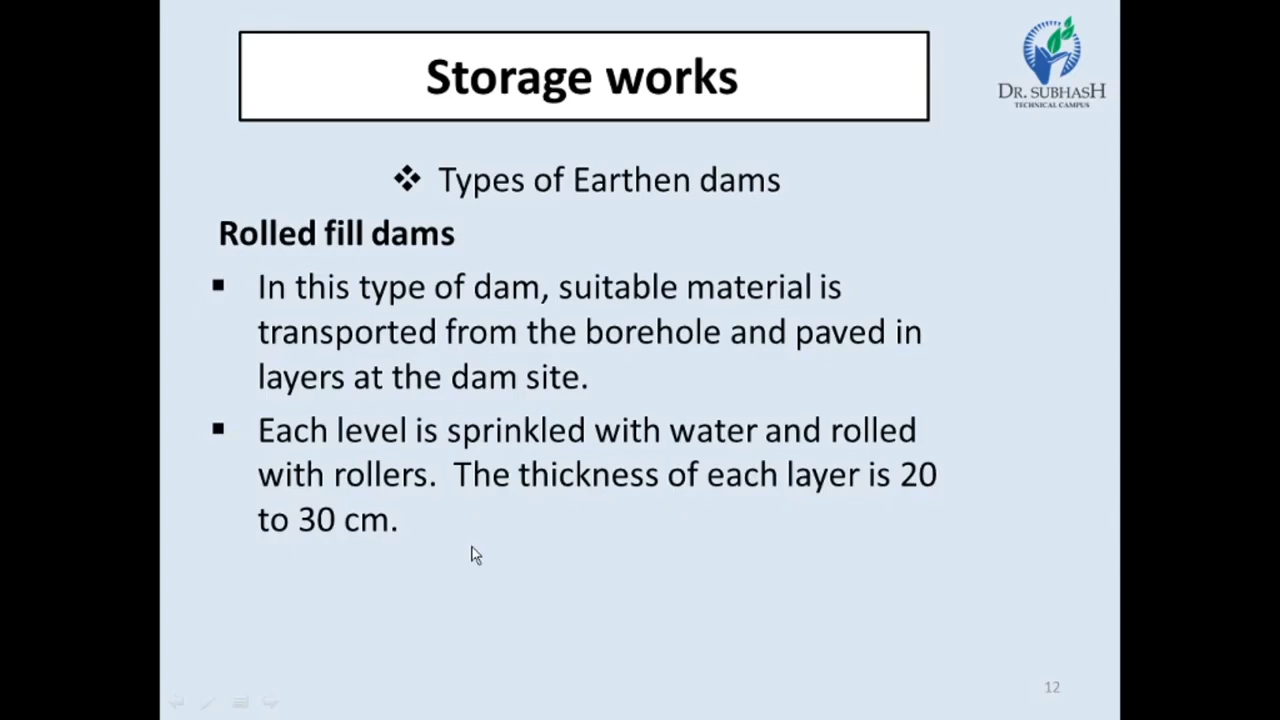 Storage works
DR. SUBHASH
TECHNICAL CAMPUS
Types of Earthen dams
Rolled fill dams
In this type of dam, suitable material is
transported from the borehole and paved in
layers at the dam site.
Each level is sprinkled with water and rolled
with rollers. The thickness of each layer is 20
to 30 cm.
12